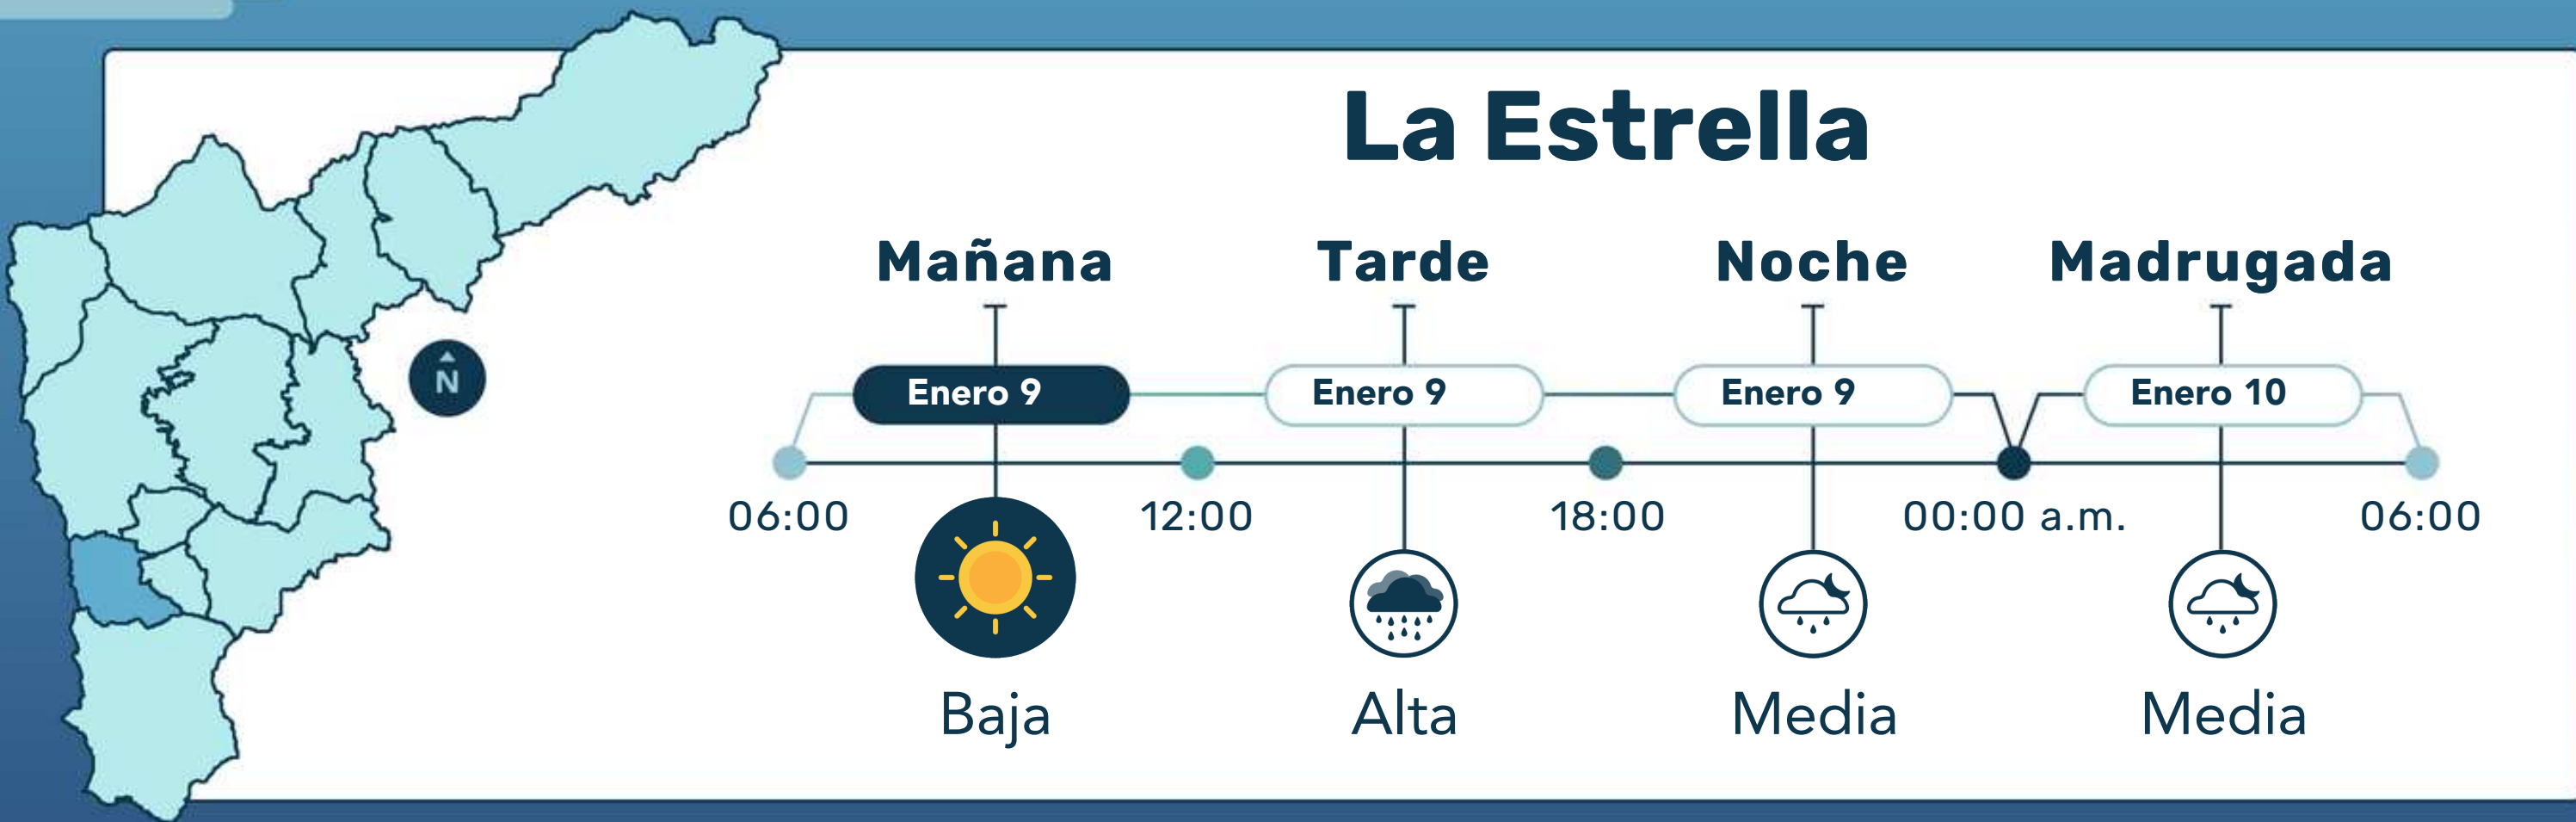 La Estrella
Mañana Tarde Noche Madrugada
N
Enero 9 Enero 9 Enero 9 Enero 10
06:00 12:00 18:00 00:00 a.m. 06:00
Baja Alta Media Media